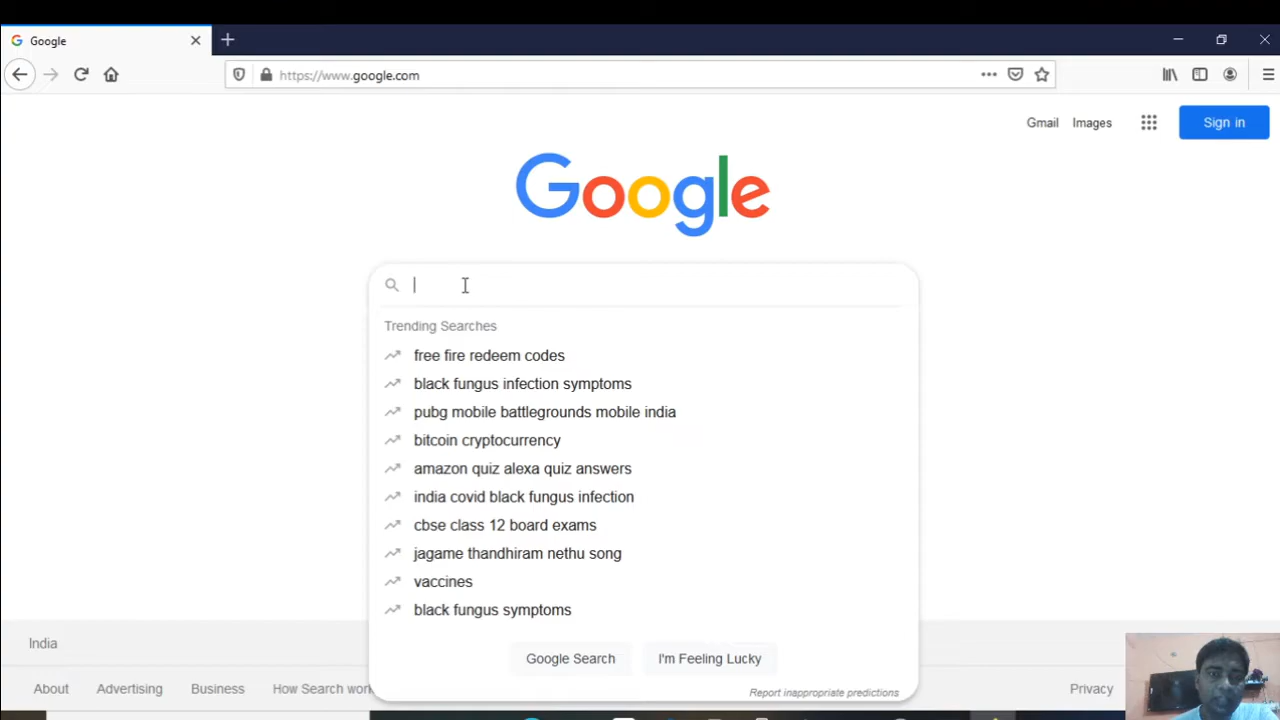 Google
https://www.google.com
Gmail Images Sign in
Google
Trending Searches
free fire redeem codes
black fungus infection symptoms
pubg mobile battlegrounds mobile india
bitcoin cryptocurrency
amazon quiz alexa quiz answers
india covid black fungus infection
cbse class 12 board exams
jagame thandhiram nethu song
vaccines
black fungus symptoms
Google Search I'm Feeling Lucky
Report inappropriate predictions
India
About Advertising Business How Search wor Privacy